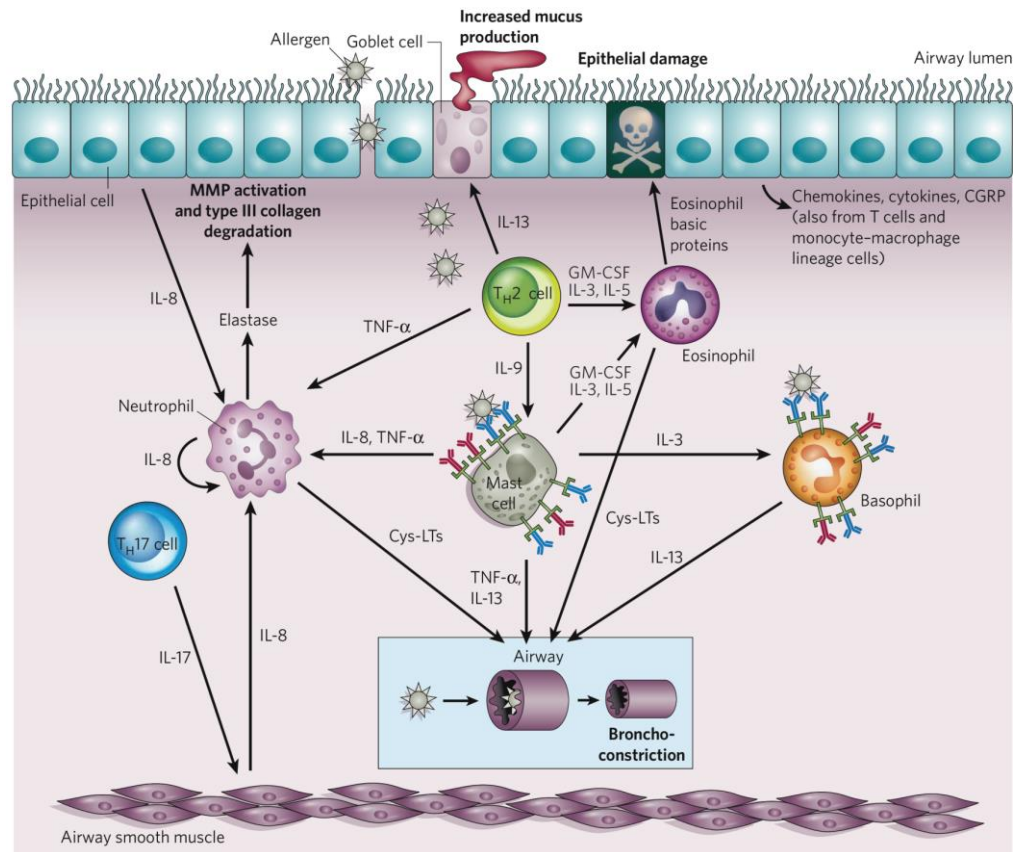 Increased mucus
production
Allergen
Goblet cell
Epithelial damage
Airway lumen
Epithelial cell
MMP activation
and type III collagen
degradation
Chemokines, cytokines, CGRP
(also from T cells and
monocyte–macrophage
lineage cells)
Eosinophil
basic
proteins
IL-13
IL-8
Elastase
TNF-α
TH2 cell
GM-CSF
IL-3, IL-5
Eosinophil
IL-9
GM-CSF
IL-3, IL-5
Neutrophil
IL-8
IL-8, TNF-α
Mast
cell
IL-3
Basophil
TH17 cell
Cys-LTs
TNF-α,
IL-13
Cys-LTs
IL-13
IL-17
IL-8
Airway
Broncho-
constriction
Airway smooth muscle